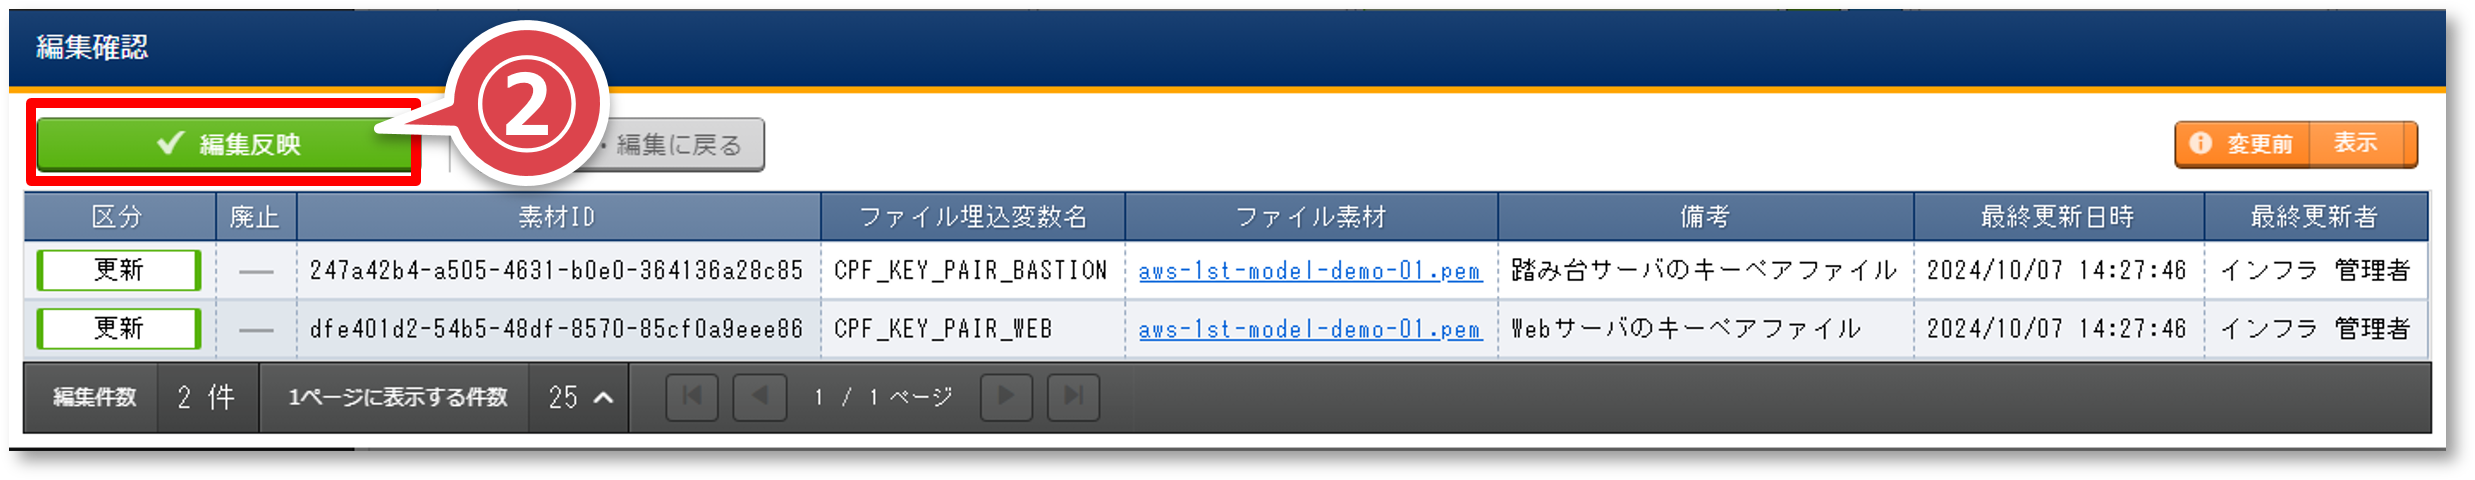 編集確認
編集反映
②
・編集に戻る
変更前 表示
区分 廃止 素材ID ファイル埋込変数名 ファイル素材 備考 最終更新日時 最終更新者
更新 — 247a42b4-a505-4631-b0e0-364136a28c85 CPF_KEY_PAIR_BASTION aws-1st-model-demo-01.pem 踏み台サーバのキーペアファイル 2024/10/07 14:27:46 インフラ 管理者
更新 — dfe401d2-54b5-48df-8570-85cf0a9eee86 CPF_KEY_PAIR_WEB aws-1st-model-demo-01.pem Webサーバのキーペアファイル 2024/10/07 14:27:46 インフラ 管理者
編集件数 2 件 1ページに表示する件数 25 1 / 1 ページ